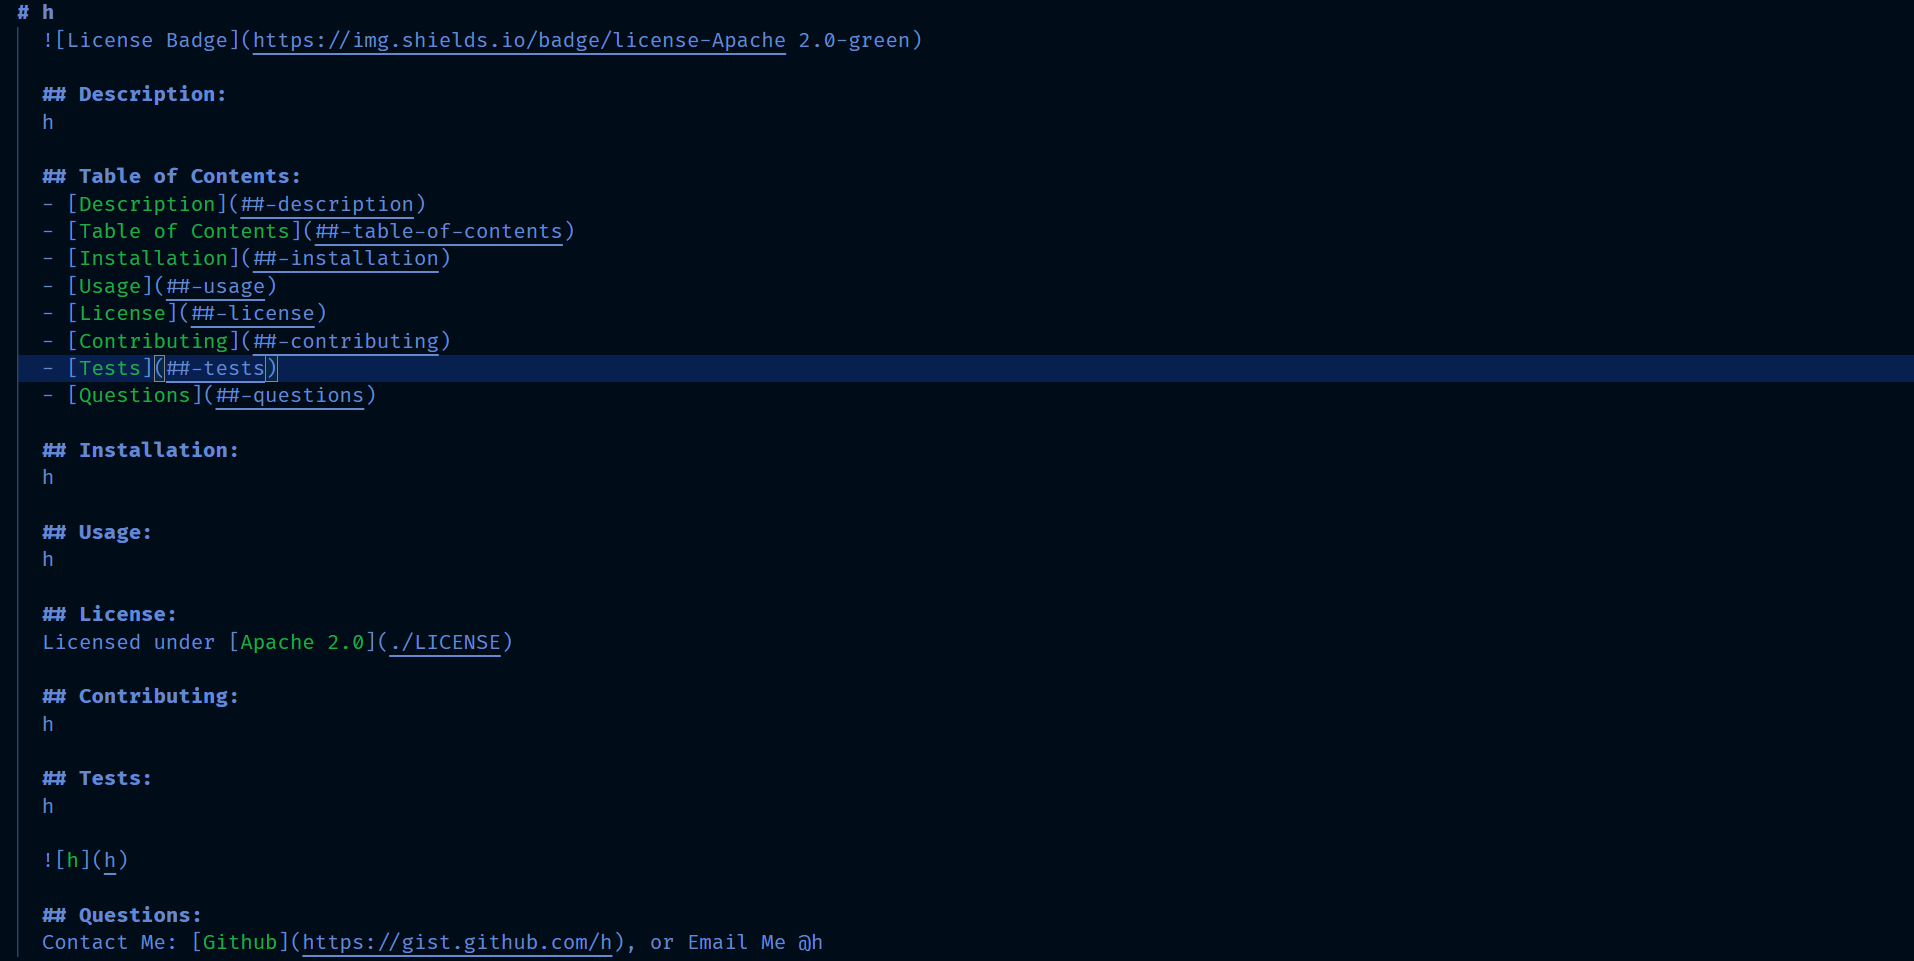 # h
![License Badge](https://img.shields.io/badge/license-Apache 2.0-green)
## Description:
h
## Table of Contents:
- [Description](##-description)
- [Table of Contents](##-table-of-contents)
- [Installation](##-installation)
- [Usage](##-usage)
- [License](##-license)
- [Contributing](##-contributing)
- [Tests](##-tests)
- [Questions](##-questions)
## Installation:
h
## Usage:
h
## License:
Licensed under [Apache 2.0](./LICENSE)
## Contributing:
h
## Tests:
h
![h](h)
## Questions:
Contact Me: [Github](https://gist.github.com/h), or Email Me @h